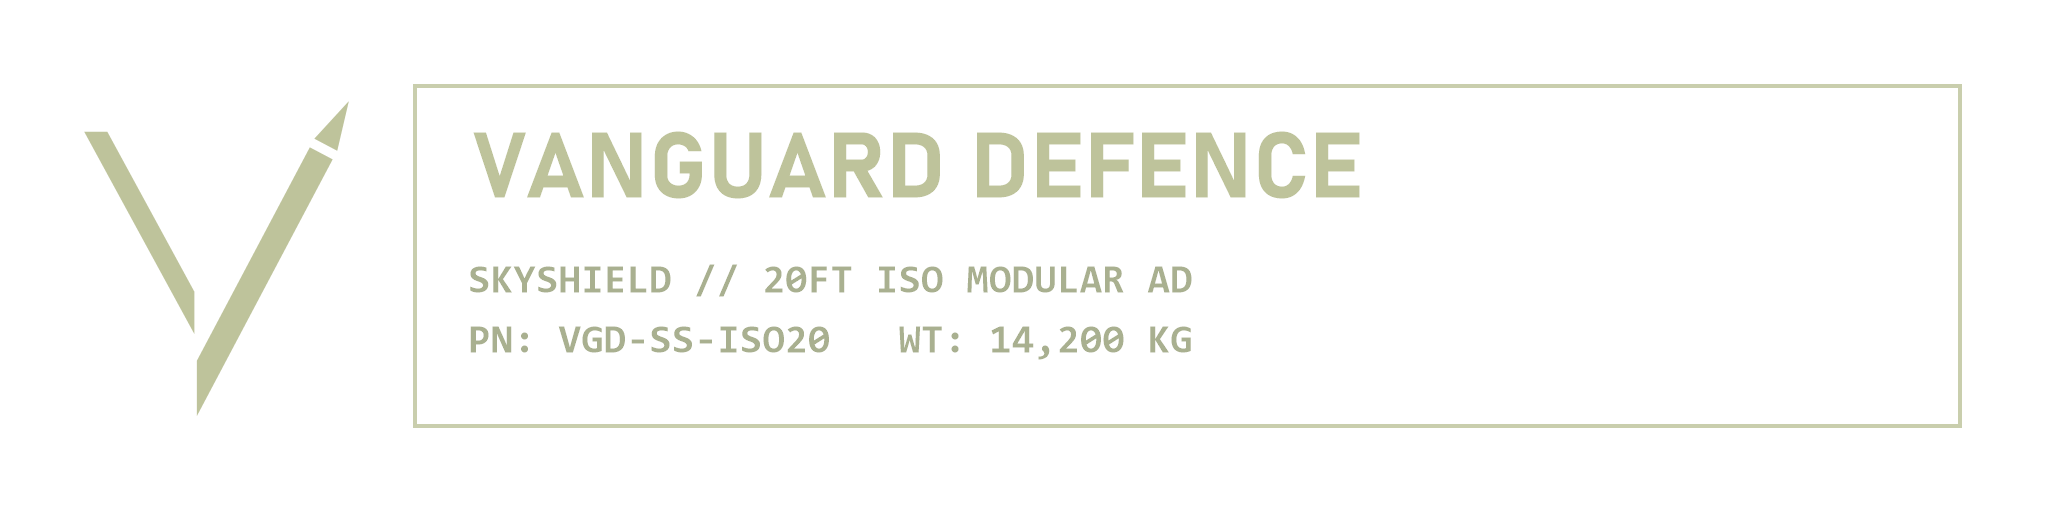 VANGUARD DEFENCE
SKYSHIELD // 20FT ISO MODULAR AD
PN: VGD-SS-ISO20   WT: 14,200 KG